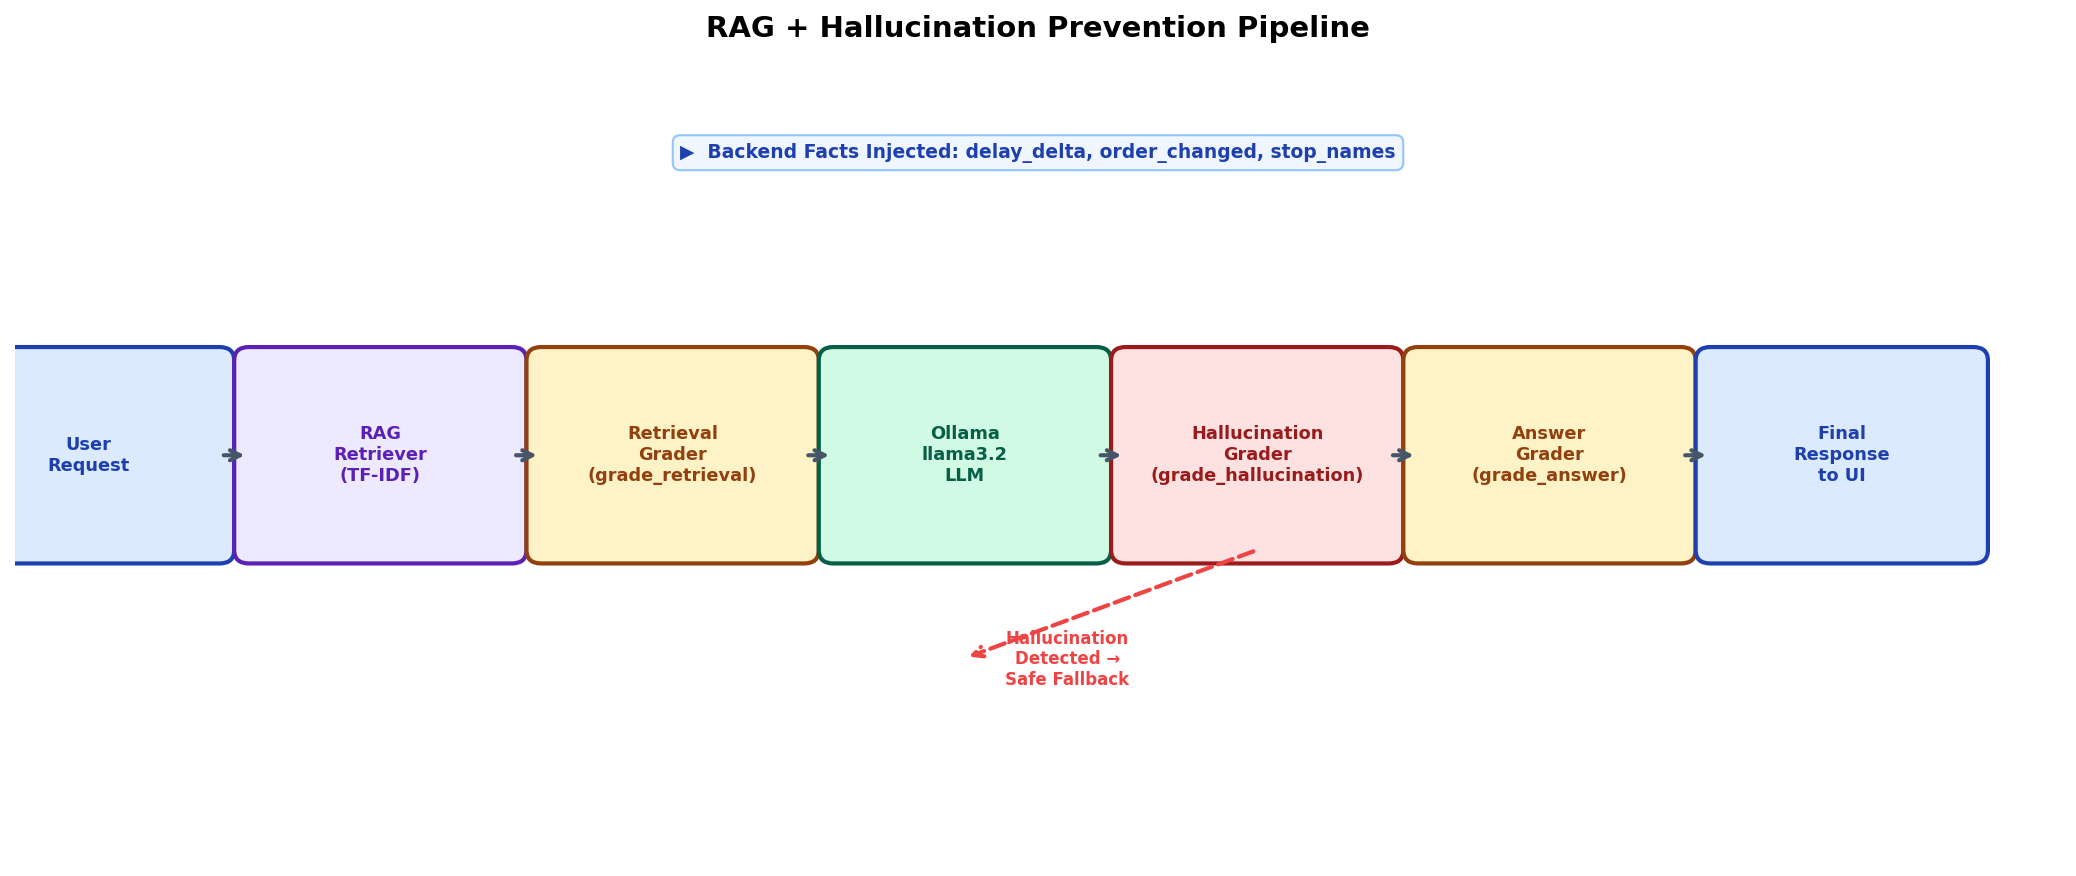 RAG + Hallucination Prevention Pipeline
▶ Backend Facts Injected: delay_delta, order_changed, stop_names
User
Request
RAG
Retriever
(TF-IDF)
Retrieval
Grader
(grade_retrieval)
Ollama
llama3.2
LLM
Hallucination
Grader
(grade_hallucination)
Answer
Grader
(grade_answer)
Final
Response
to UI
Hallucination
Detected →
Safe Fallback